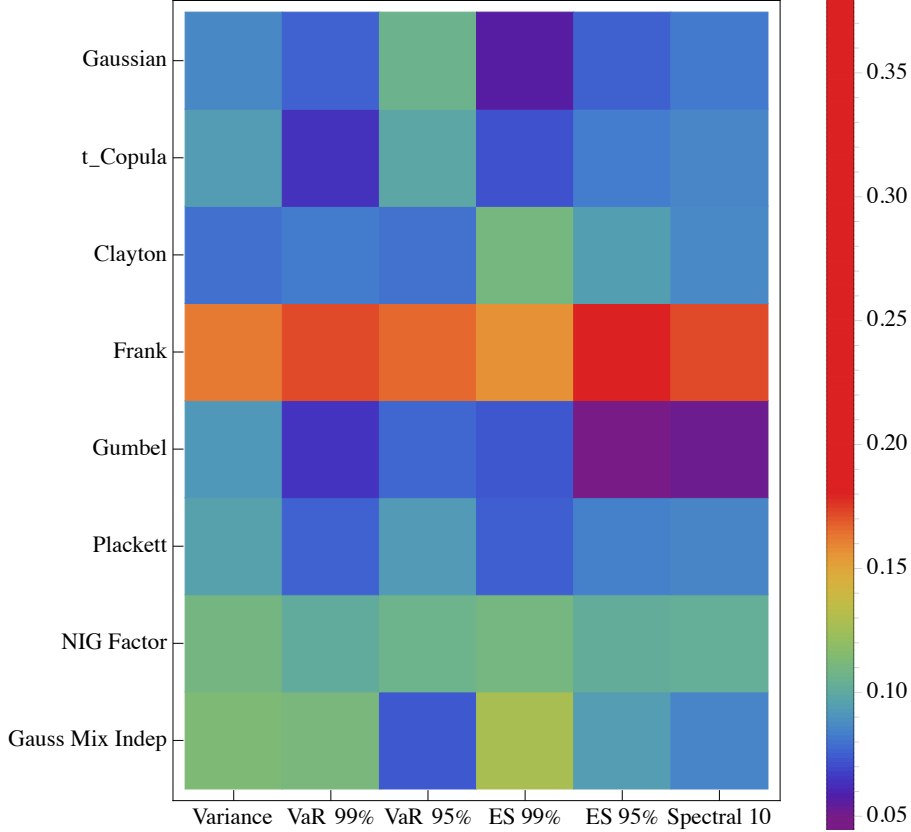 Gaussian
t_Copula
Clayton
Frank
Gumbel
Plackett
NIG Factor
Gauss Mix Indep
Variance VaR 99% VaR 95% ES 99% ES 95% Spectral 10
0.35
0.30
0.25
0.20
0.15
0.10
0.05